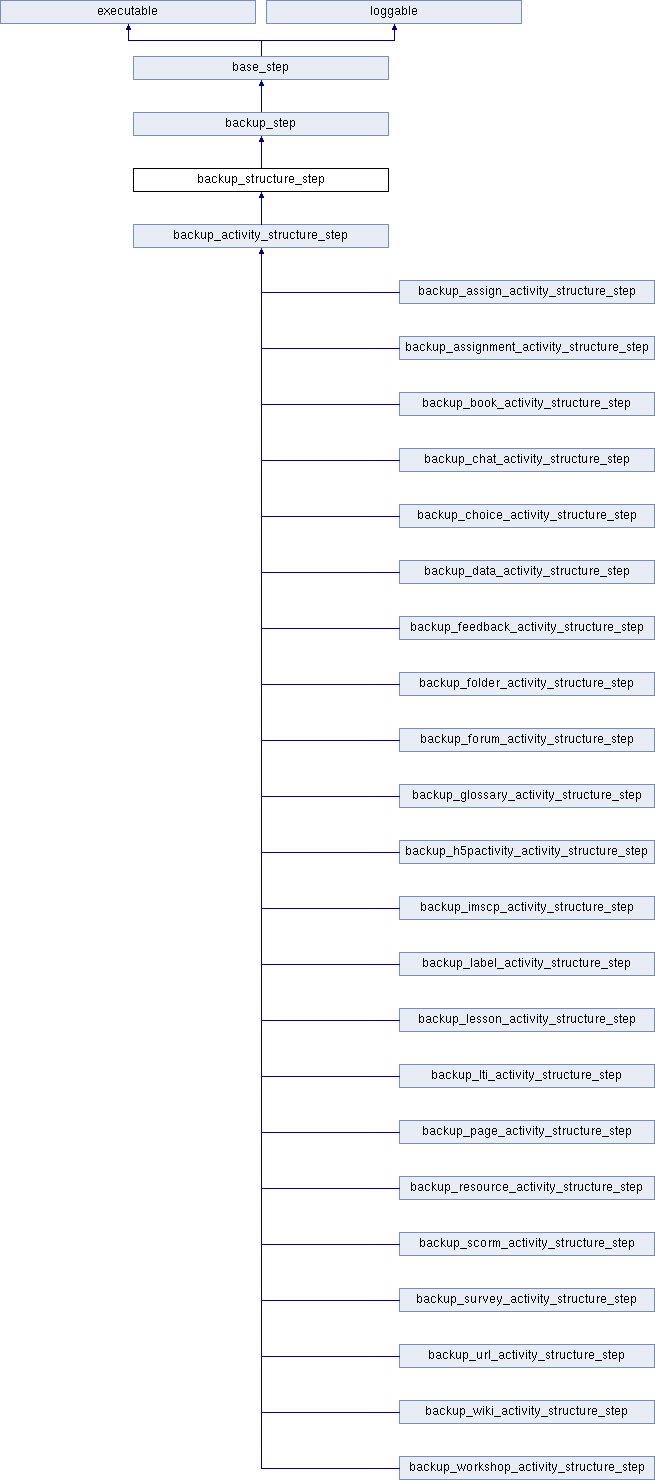 executable
loggable
base_step
backup_step
backup_structure_step
backup_activity_structure_step
backup_assign_activity_structure_step
backup_assignment_activity_structure_step
backup_book_activity_structure_step
backup_chat_activity_structure_step
backup_choice_activity_structure_step
backup_data_activity_structure_step
backup_feedback_activity_structure_step
backup_folder_activity_structure_step
backup_forum_activity_structure_step
backup_glossary_activity_structure_step
backup_h5pactivity_activity_structure_step
backup_imscp_activity_structure_step
backup_label_activity_structure_step
backup_lesson_activity_structure_step
backup_lti_activity_structure_step
backup_page_activity_structure_step
backup_resource_activity_structure_step
backup_scorm_activity_structure_step
backup_survey_activity_structure_step
backup_url_activity_structure_step
backup_wiki_activity_structure_step
backup_workshop_activity_structure_step